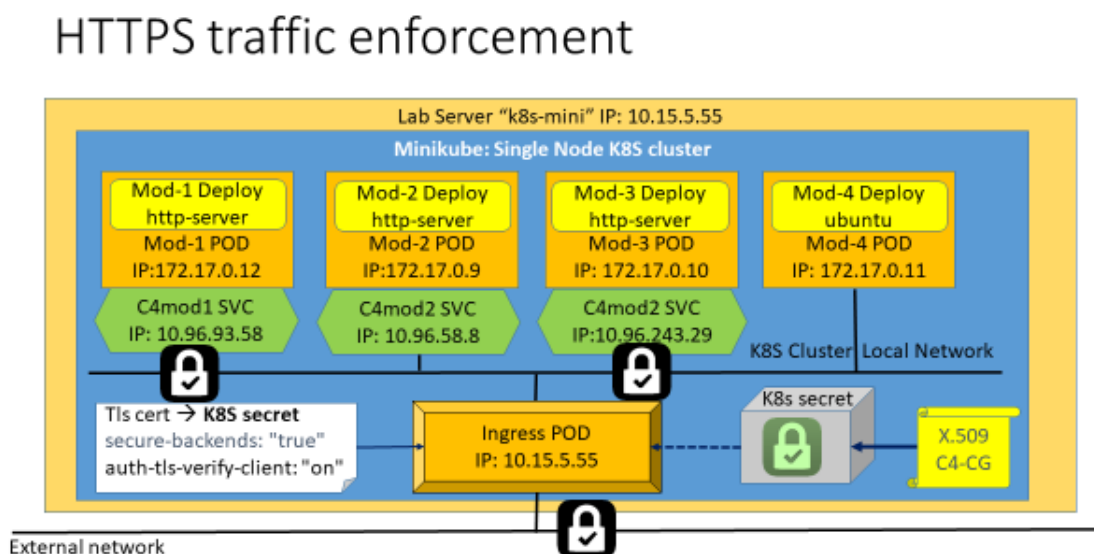 HTTPS traffic enforcement
Lab Server “k8s-mini” IP: 10.15.5.55
Minikube: Single Node K8S cluster
Mod-1 Deploy
http-server
Mod-1 POD
IP:172.17.0.12
C4mod1 SVC
IP: 10.96.93.58
Mod-2 Deploy
http-server
Mod-2 POD
IP:172.17.0.9
C4mod2 SVC
IP: 10.96.58.8
Mod-3 Deploy
http-server
Mod-3 POD
IP: 172.17.0.10
C4mod2 SVC
IP:10.96.243.29
Mod-4 Deploy
ubuntu
Mod-4 POD
IP: 172.17.0.11
K8S Cluster Local Network
Tls cert → K8S secret
secure-backends: "true"
auth-tls-verify-client: "on"
Ingress POD
IP: 10.15.5.55
K8s secret
X.509
C4-CG
External network